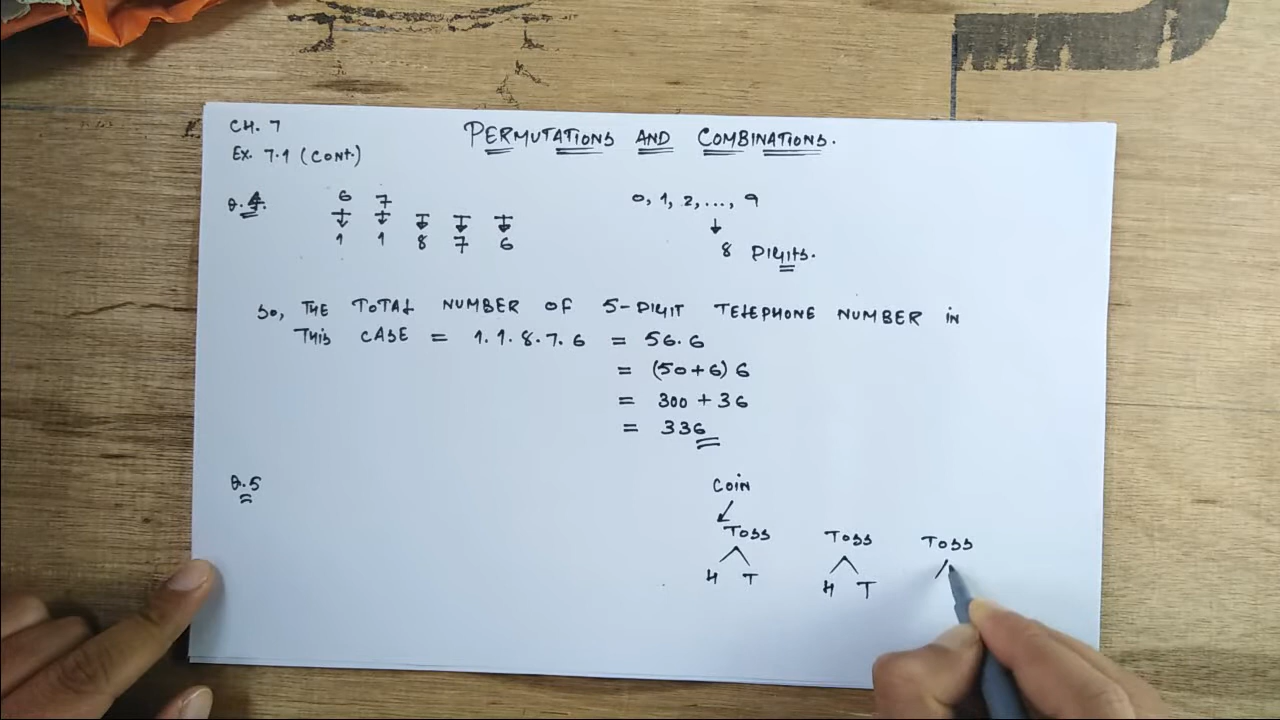 CH. 7
PERMUTATIONS AND COMBINATIONS.
Ex. 7.1 (CONT.)
Q.4.
6 7
1 1 8 7 6
0, 1, 2, ..., 9
8 DIGITS.
SO, THE TOTAL NUMBER OF 5-DIGIT TELEPHONE NUMBER IN
THIS CASE = 1.1.8.7.6 = 56.6
= (50+6) 6
= 300 + 36
= 336
Q.5
COIN
TOSS TOSS TOSS
H T H T